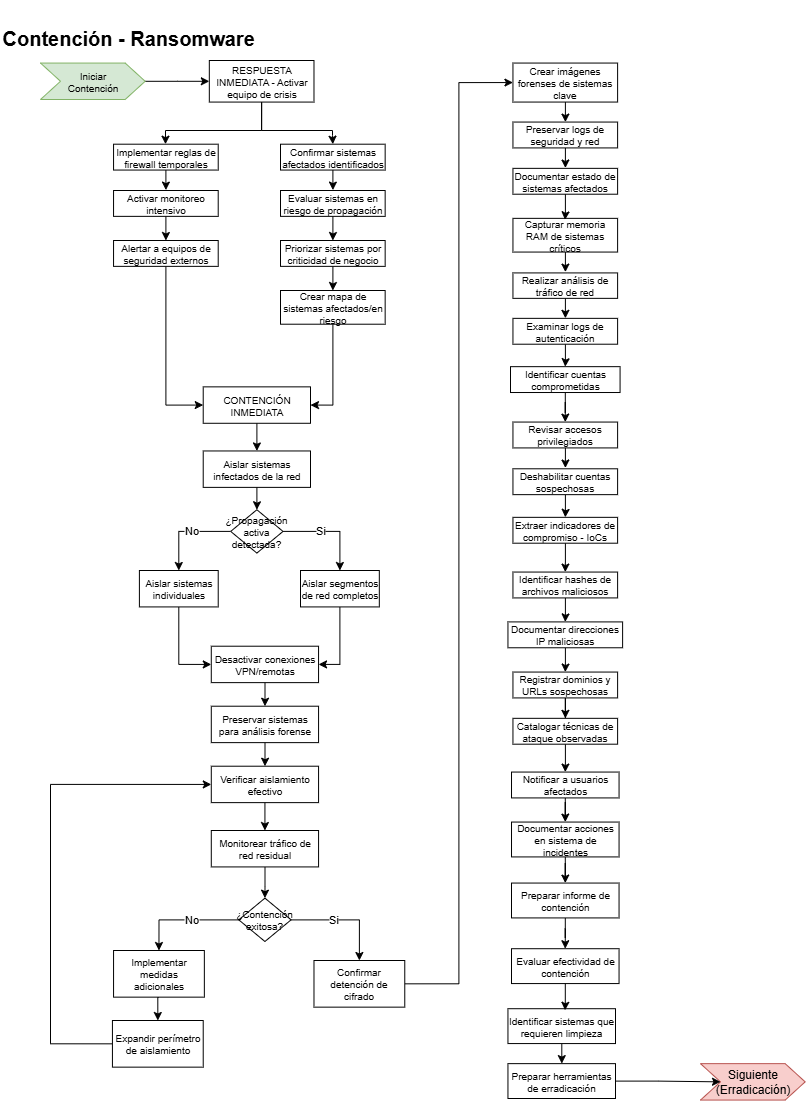 Contención - Ransomware
Iniciar
Contención
RESPUESTA
INMEDIATA - Activar
equipo de crisis
Implementar reglas de
firewall temporales
Activar monitoreo
intensivo
Alertar a equipos de
seguridad externos
Confirmar sistemas
afectados identificados
Evaluar sistemas en
riesgo de propagación
Priorizar sistemas por
criticidad de negocio
Crear mapa de
sistemas afectados/en
riesgo
CONTENCIÓN
INMEDIATA
Aislar sistemas
infectados de la red
¿Propagación
activa
detectada?
No
Si
Aislar sistemas
individuales
Aislar segmentos
de red completos
Desactivar conexiones
VPN/remotas
Preservar sistemas
para análisis forense
Verificar aislamiento
efectivo
Monitorear tráfico de
red residual
¿Contención
exitosa?
No
Si
Implementar
medidas
adicionales
Expandir perímetro
de aislamiento
Confirmar
detención de
cifrado
Crear imágenes
forenses de sistemas
clave
Preservar logs de
seguridad y red
Documentar estado de
sistemas afectados
Capturar memoria
RAM de sistemas
críticos
Realizar análisis de
tráfico de red
Examinar logs de
autenticación
Identificar cuentas
comprometidas
Revisar accesos
privilegiados
Deshabilitar cuentas
sospechosas
Extraer indicadores de
compromiso - IoCs
Identificar hashes de
archivos maliciosos
Documentar direcciones
IP maliciosas
Registrar dominios y
URLs sospechosas
Catalogar técnicas de
ataque observadas
Notificar a usuarios
afectados
Documentar acciones
en sistema de
incidentes
Preparar informe de
contención
Evaluar efectividad de
contención
Identificar sistemas que
requieren limpieza
Preparar herramientas
de erradicación
Siguiente
(Erradicación)